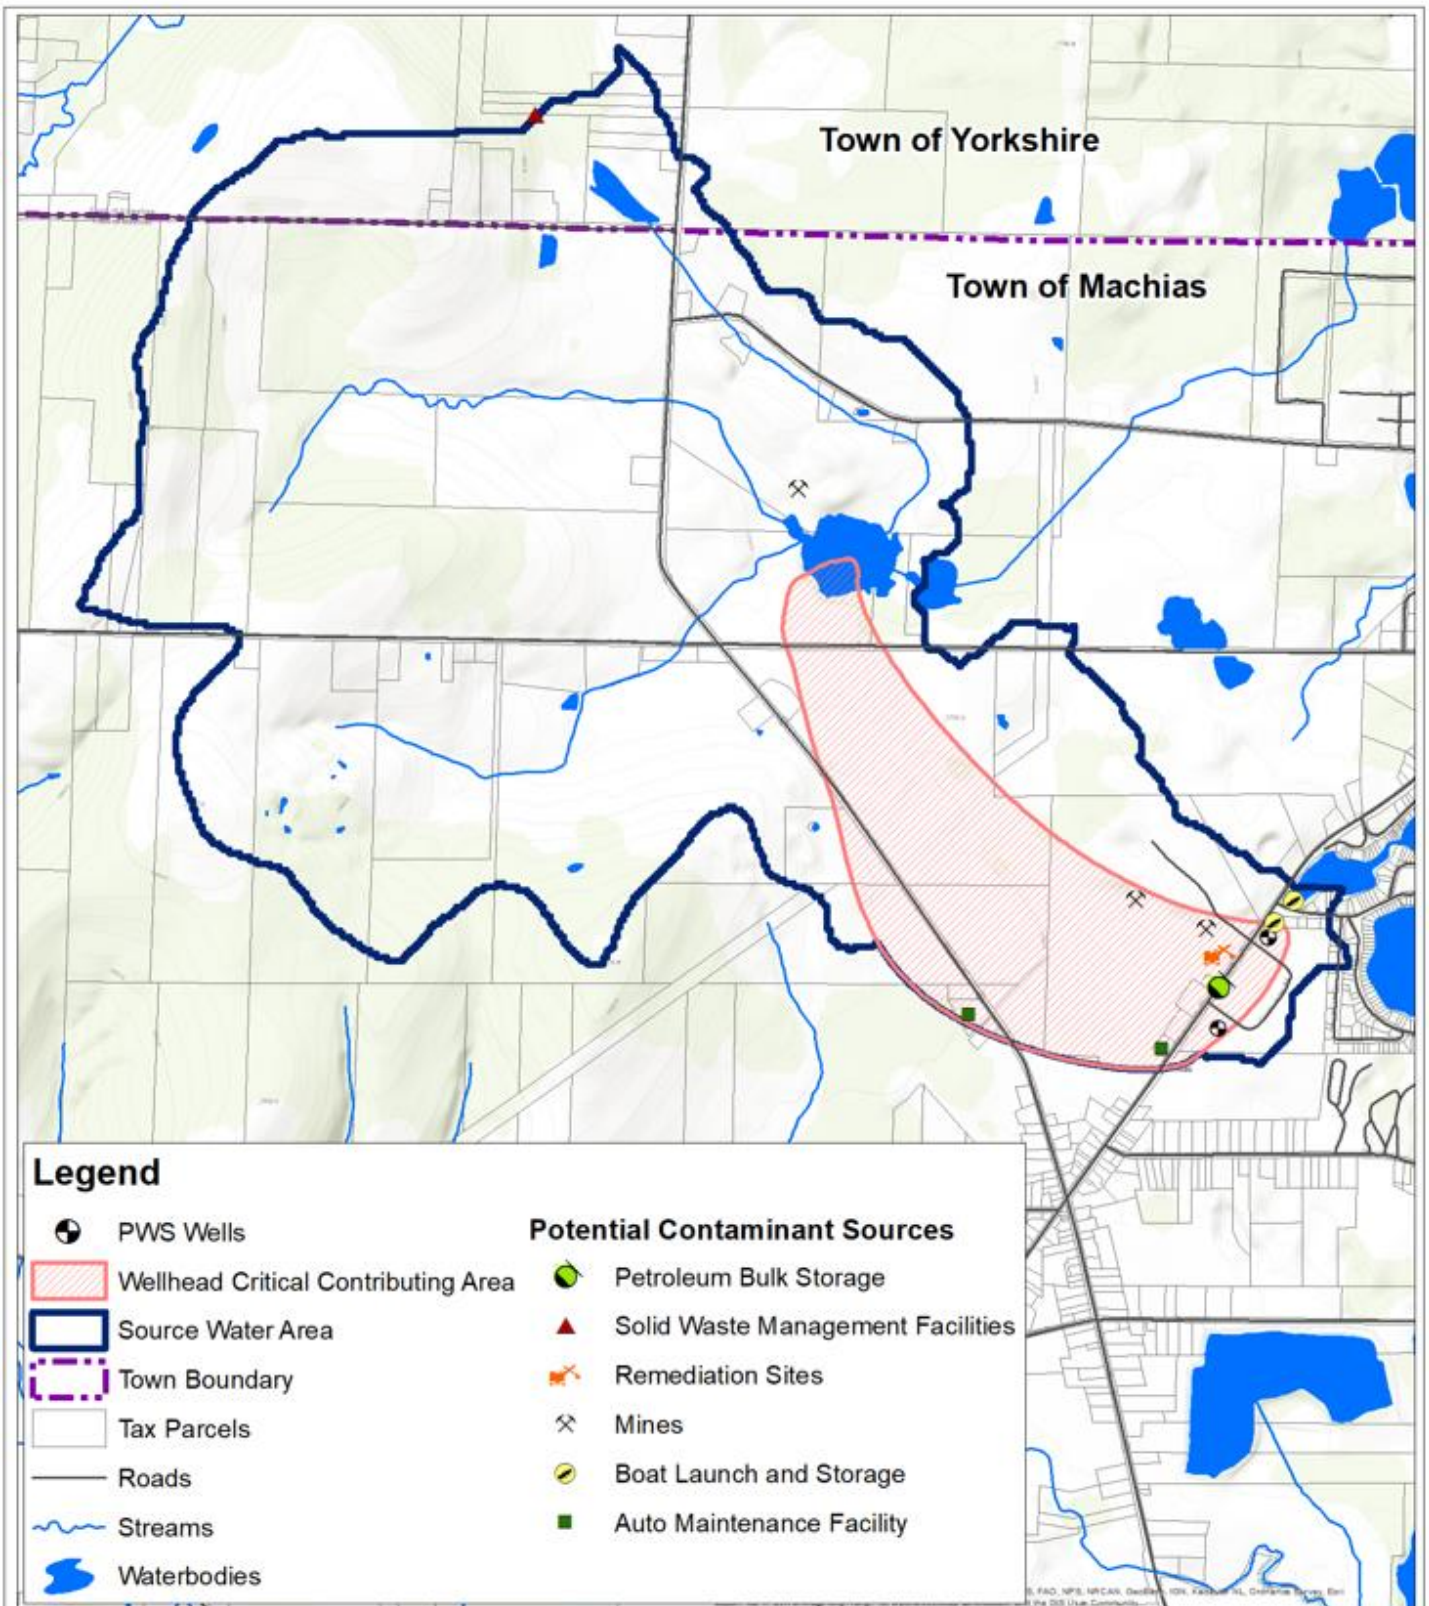 Town of Yorkshire
Town of Machias
Legend
PWS Wells
Wellhead Critical Contributing Area
Source Water Area
Town Boundary
Tax Parcels
Roads
Streams
Waterbodies
Potential Contaminant Sources
Petroleum Bulk Storage
Solid Waste Management Facilities
Remediation Sites
Mines
Boat Launch and Storage
Auto Maintenance Facility